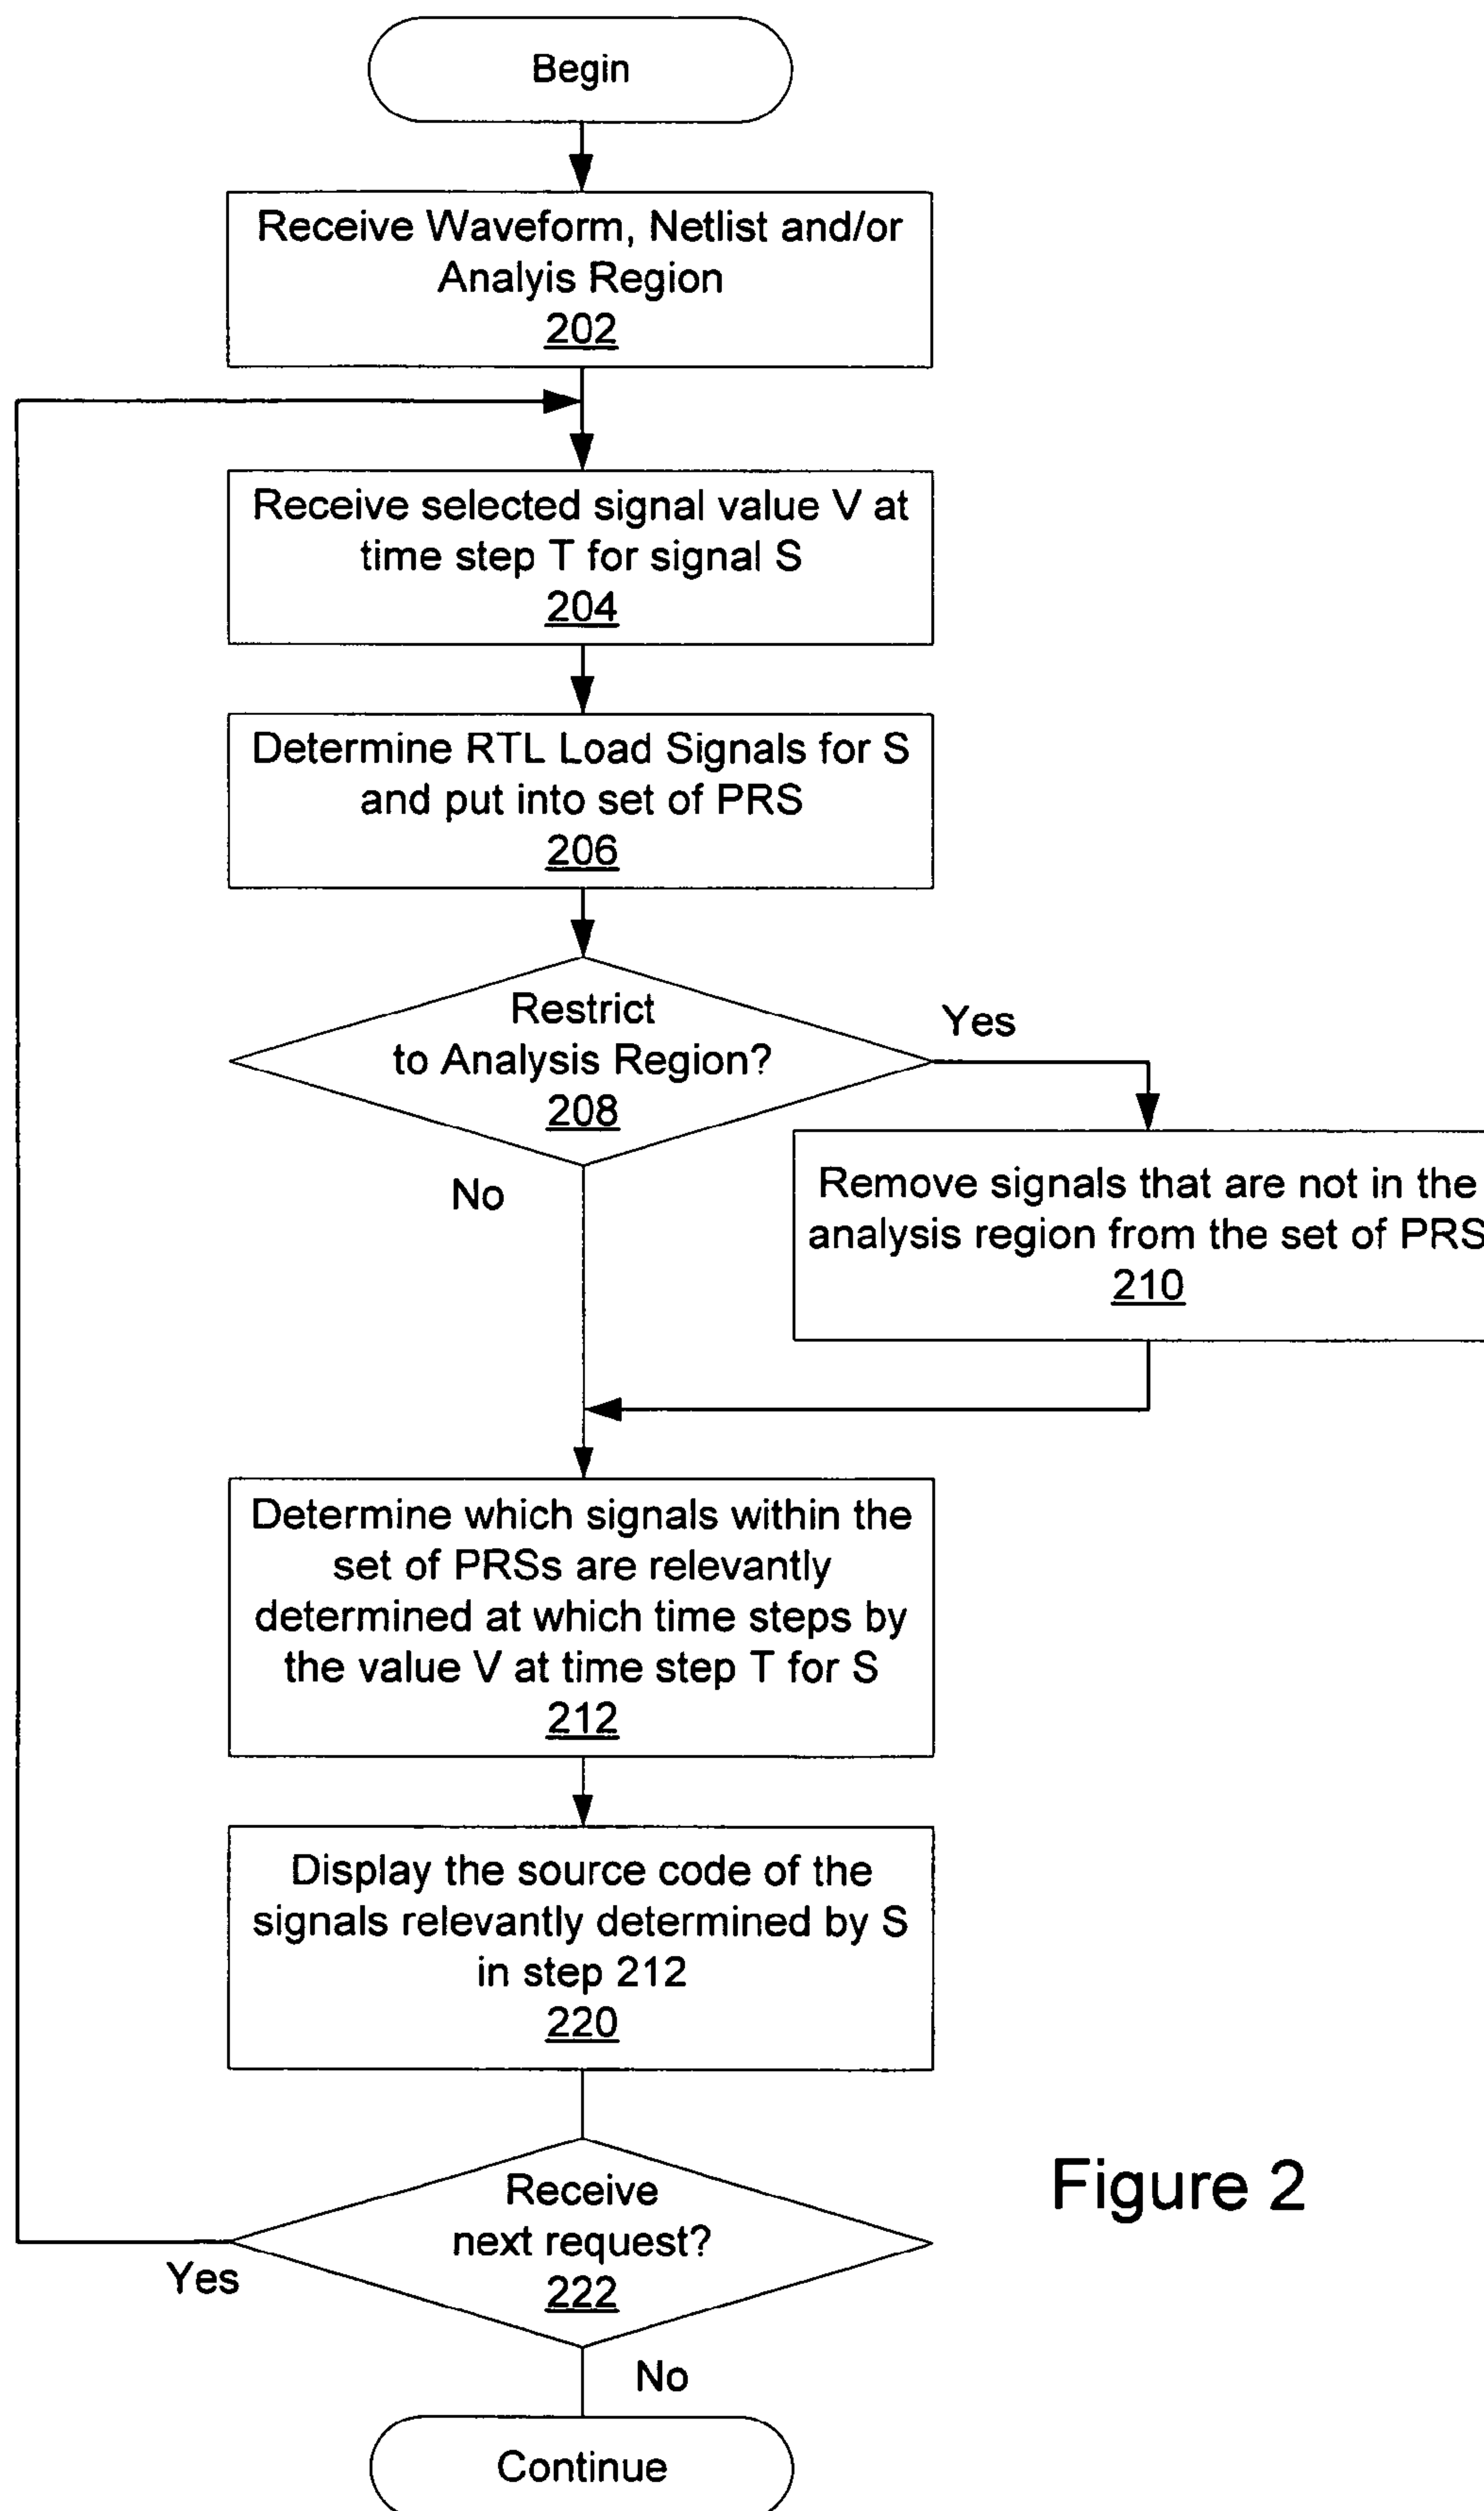 Begin
Receive Waveform, Netlist and/or
Analyis Region
202
Receive selected signal value V at
time step T for signal S
204
Determine RTL Load Signals for S
and put into set of PRS
206
Restrict
to Analysis Region?
208
Yes
No
Remove signals that are not in the
analysis region from the set of PRS
210
Determine which signals within the
set of PRSs are relevantly
determined at which time steps by
the value V at time step T for S
212
Display the source code of the
signals relevantly determined by S
in step 212
220
Receive
next request?
222
Yes
No
Continue
Figure 2